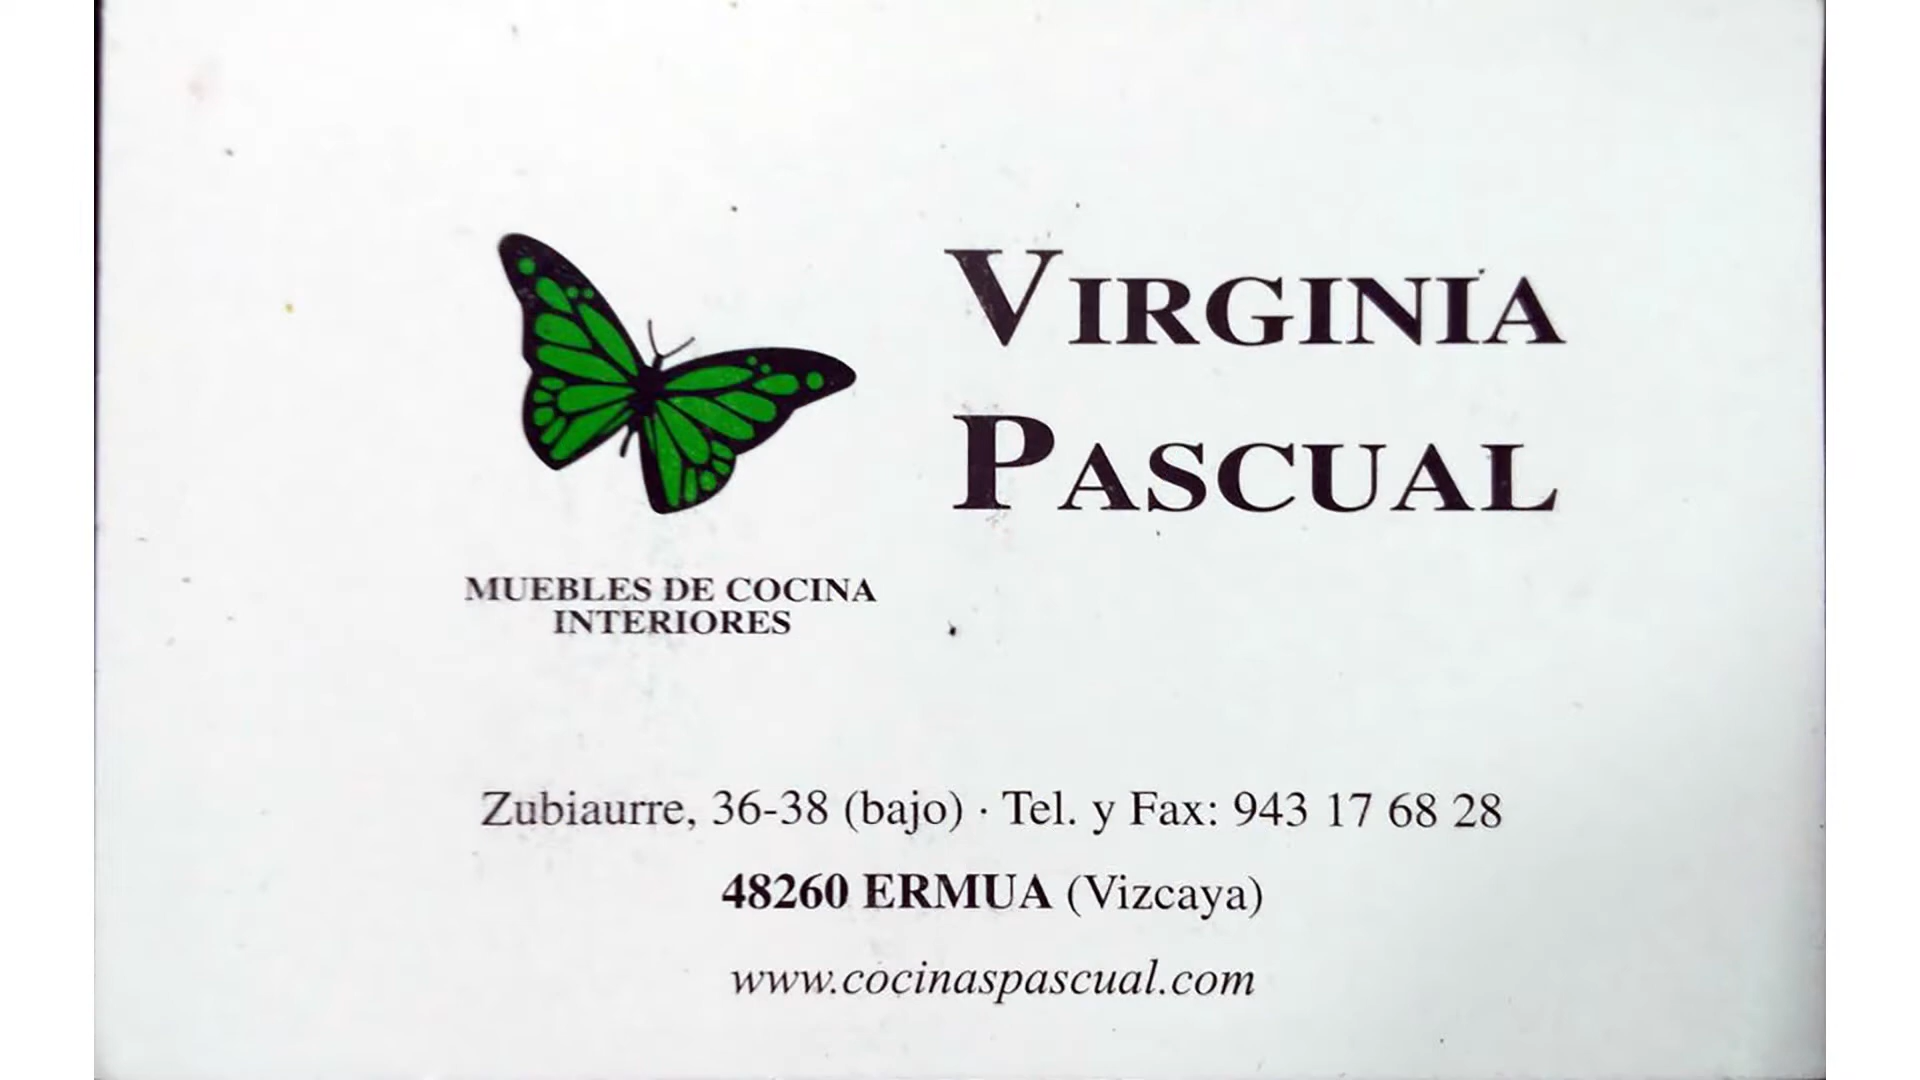 VIRGINIA
PASCUAL
MUEBLES DE COCINA
INTERIORES
Zubiaurre, 36-38 (bajo) · Tel. y Fax: 943 17 68 28
48260 ERMUA (Vizcaya)
www.cocinaspascual.com